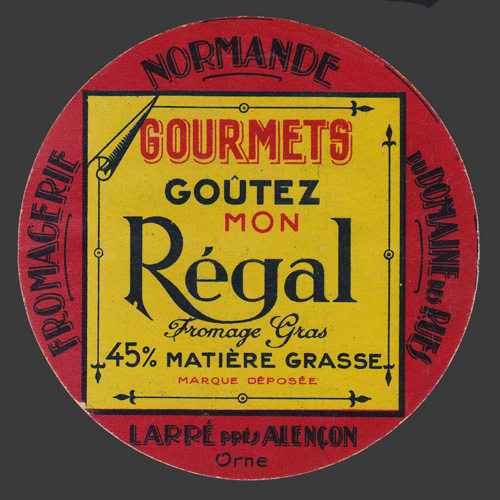 FROMAGERIE NORMANDE DU DOMAINE DES RUES
GOURMETS
GOÛTEZ
MON
Régal
Fromage Gras
45% MATIÈRE GRASSE
MARQUE DÉPOSÉE
LARRÉ près ALENÇON
Orne